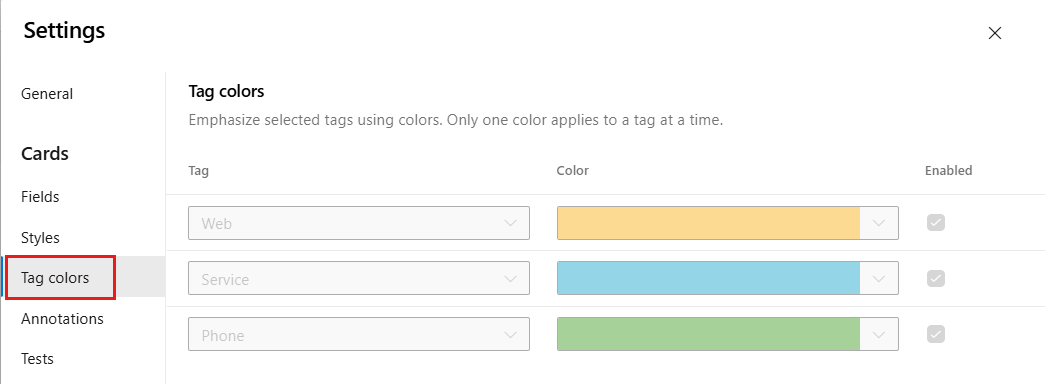 Settings
General
Cards
Fields
Styles
Tag colors
Annotations
Tests
Tag colors
Emphasize selected tags using colors. Only one color applies to a tag at a time.
Tag Color Enabled
Web
Service
Phone